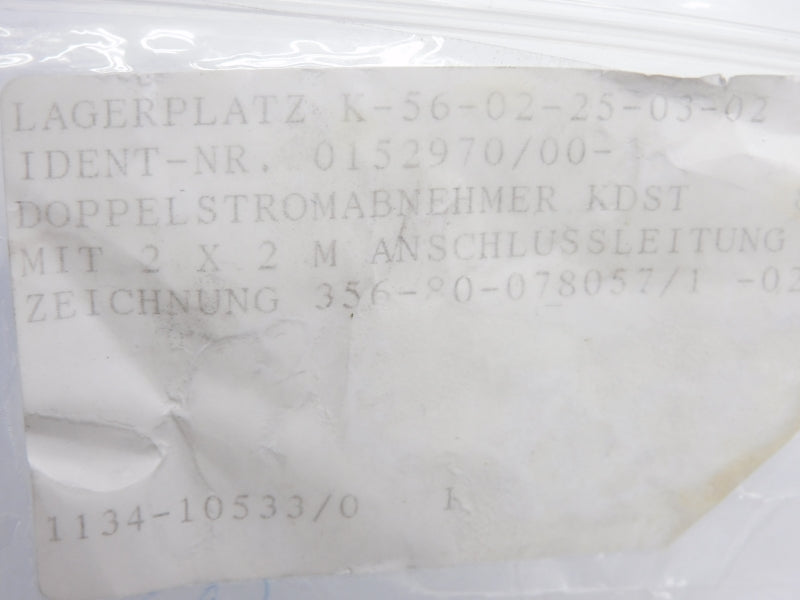 LAGERPLATZ K-56-02-25-03-02
IDENT-NR. 0152970/00-
DOPPELSTROMABNEHMER KDST
MIT 2 X 2 M ANSCHLUSSLEITUNG
ZEICHNUNG 356-80-078057/1 -02
1134-10533/0 K